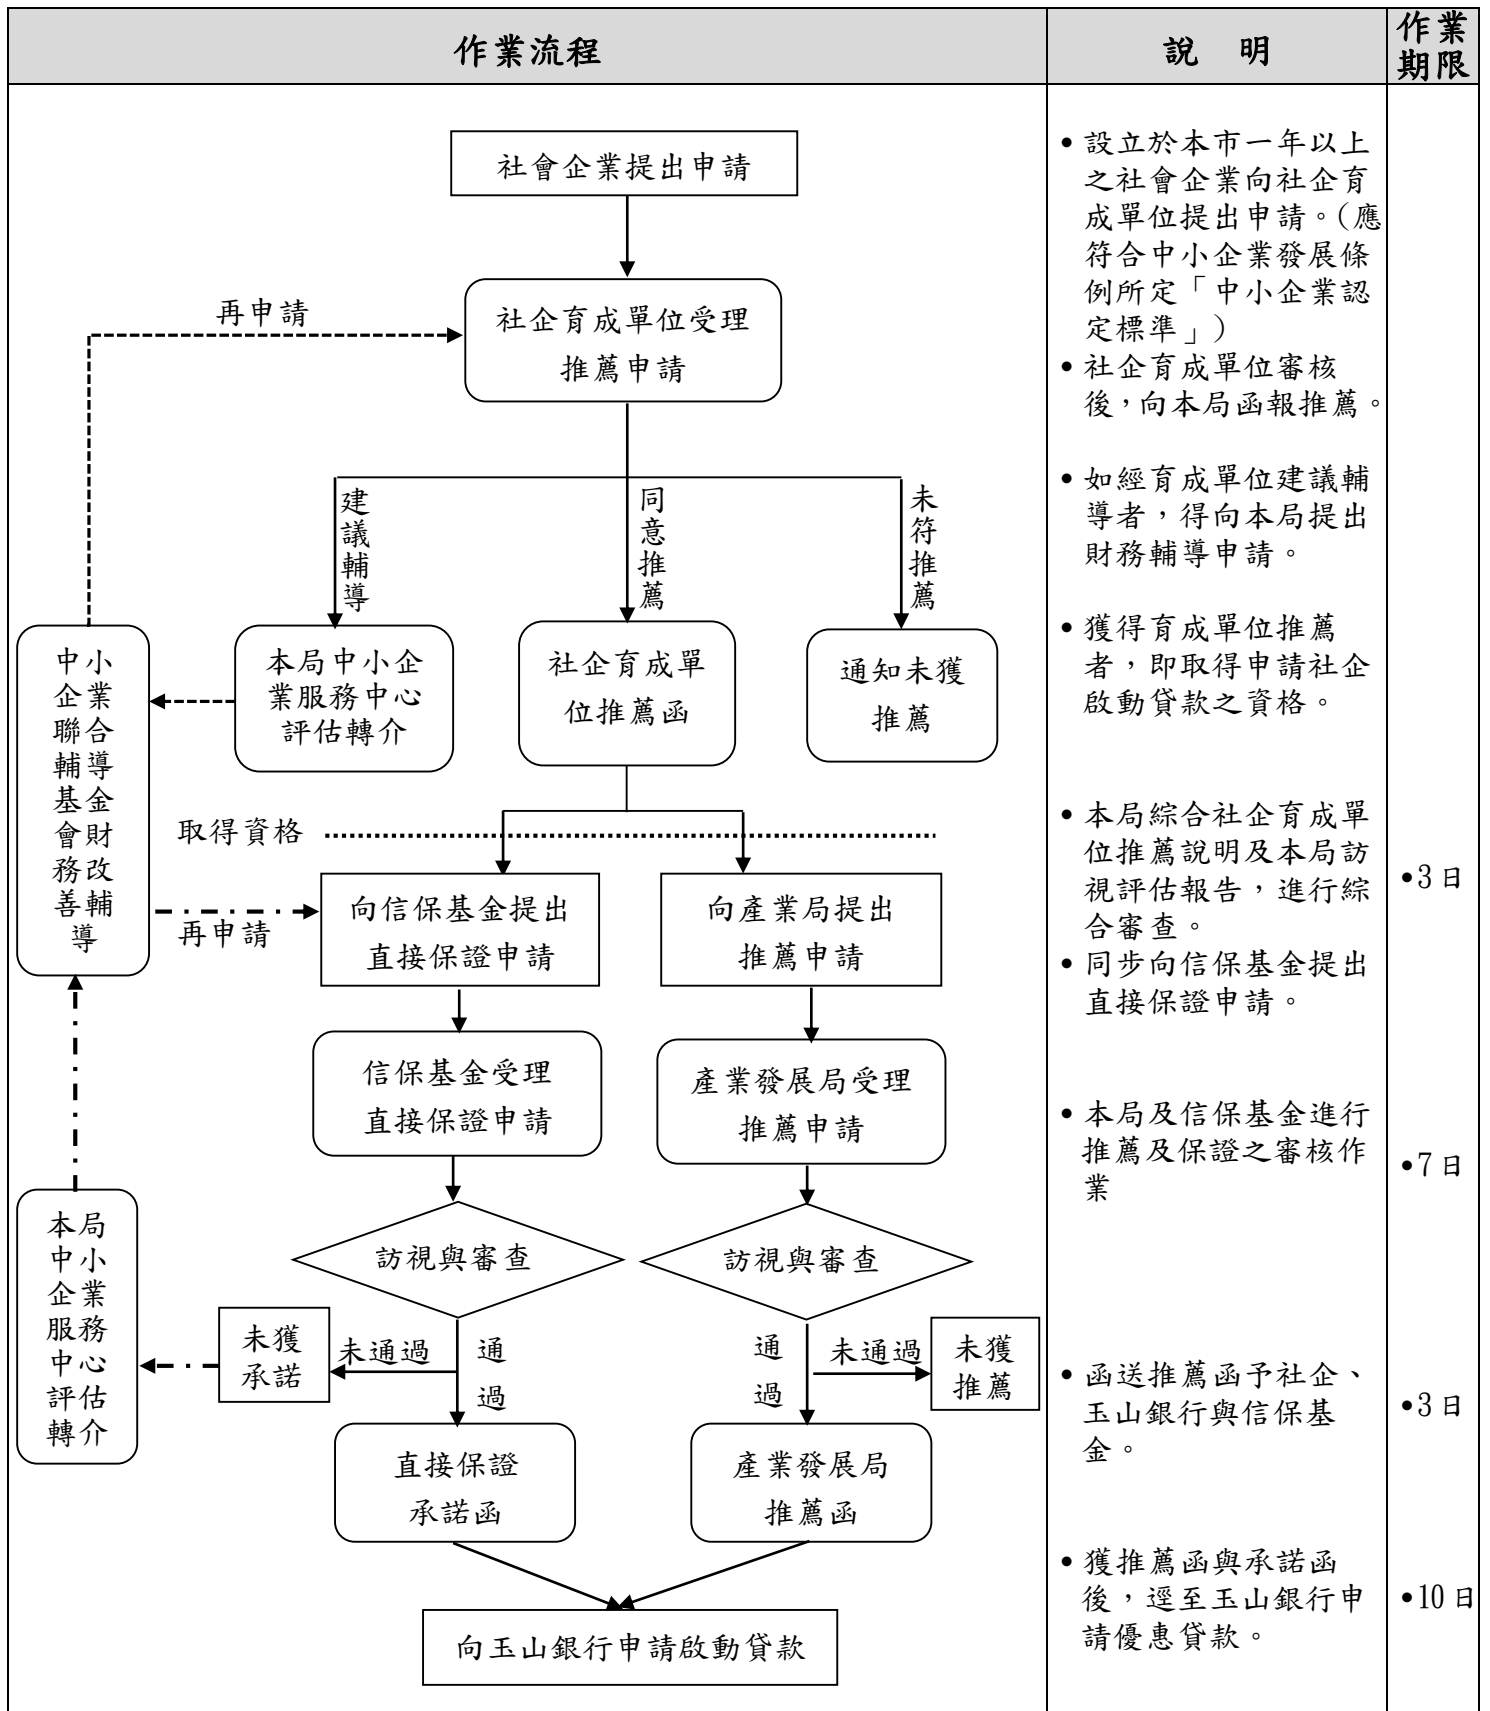 作業流程
說 明
作業
期限
社會企業提出申請
再申請
社企育成單位受理
推薦申請
建議輔導
同意推薦
未符推薦
中小
企業
聯合
輔導
基金
會財
務改
善輔
導
本局中小企
業服務中心
評估轉介
社企育成單
位推薦函
通知未獲
推薦
取得資格
再申請
向信保基金提出
直接保證申請
向產業局提出
推薦申請
信保基金受理
直接保證申請
產業發展局受理
推薦申請
訪視與審查
訪視與審查
本局
中小
企業
服務
中心
評估
轉介
未獲
承諾
未通過
通過
通過
未通過
未獲
推薦
直接保證
承諾函
產業發展局
推薦函
向玉山銀行申請啟動貸款
•設立於本市一年以上
之社會企業向社企育
成單位提出申請。(應
符合中小企業發展條
例所定「中小企業認
定標準」)
•社企育成單位審核
後,向本局函報推薦。
•如經育成單位建議輔
導者,得向本局提出
財務輔導申請。
•獲得育成單位推薦
者,即取得申請社企
啟動貸款之資格。
•本局綜合社企育成單
位推薦說明及本局訪
視評估報告,進行綜
合審查。
•同步向信保基金提出
直接保證申請。
•本局及信保基金進行
推薦及保證之審核作
業
•函送推薦函予社企、
玉山銀行與信保基
金。
•獲推薦函與承諾函
後,逕至玉山銀行申
請優惠貸款。
•3日
•7日
•3日
•10日